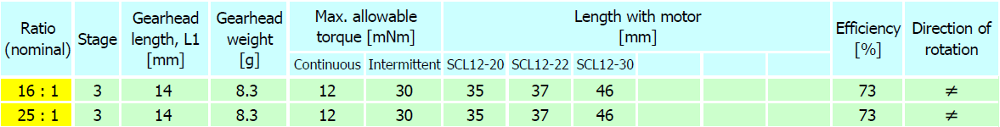 Ratio (nominal) Stage Gearhead length, L1 [mm] Gearhead weight [g] Max. allowable torque [mNm] Length with motor [mm] Efficiency [%] Direction of rotation
Continuous Intermittent SCL12-20 SCL12-22 SCL12-30
16 : 1 3 14 8.3 12 30 35 37 46 73 ≠
25 : 1 3 14 8.3 12 30 35 37 46 73 ≠